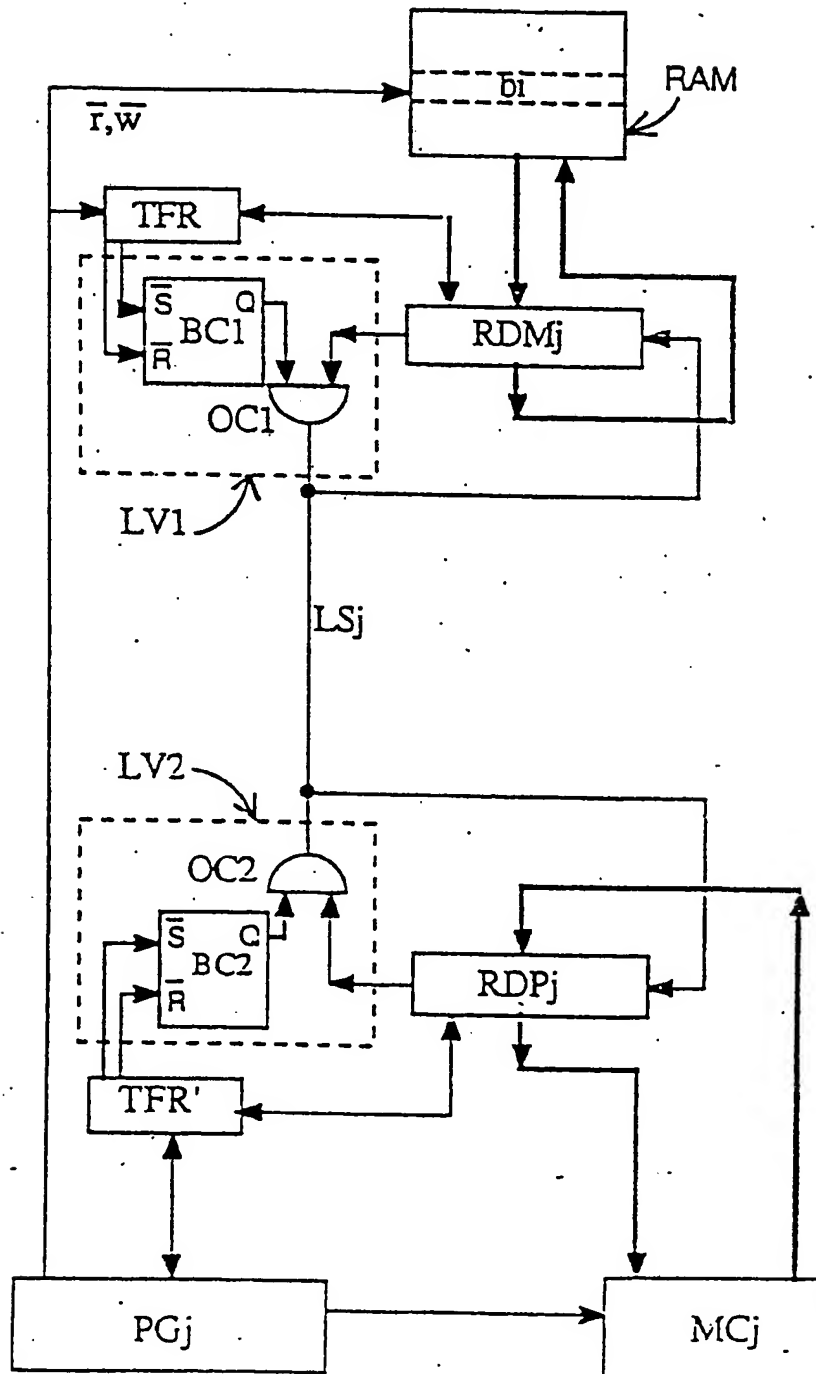 bi
RAM
r̅,w̅
TFR
S̅
Q
BC1
R̅
RDMj
OC1
LV1
LSj
LV2
OC2
S̅
Q
BC2
R̅
RDPj
TFR'
PGj
MCj